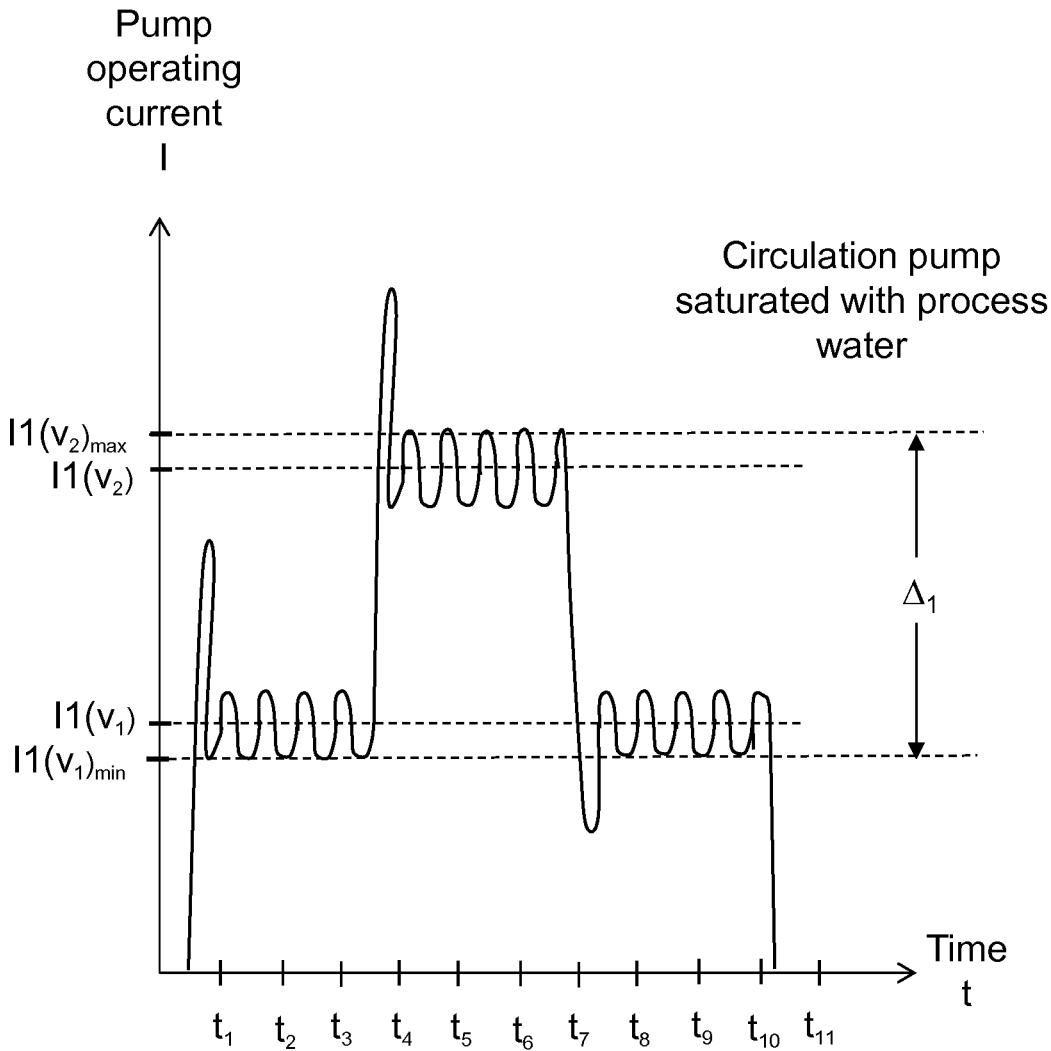 Pump
operating
current
I
Circulation pump
saturated with process
water
I1(v₂)max
I1(v₂)
Δ₁
I1(v₁)
I1(v₁)min
Time
t
t₁ t₂ t₃ t₄ t₅ t₆ t₇ t₈ t₉ t₁₀ t₁₁